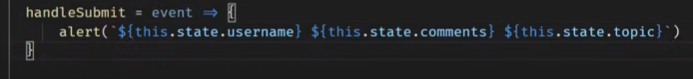 handleSubmit = event => {
alert(`${this.state.username} ${this.state.comments} ${this.state.topic}`)
}